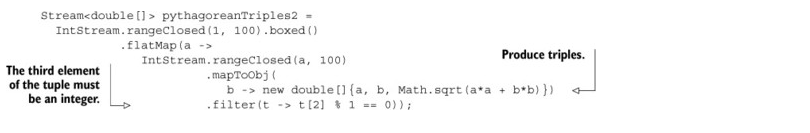 Stream<double[]> pythagoreanTriples2 =
IntStream.rangeClosed(1, 100).boxed()
.flatMap(a ->
IntStream.rangeClosed(a, 100)
.mapToObj(
b -> new double[]{a, b, Math.sqrt(a*a + b*b)})
.filter(t -> t[2] % 1 == 0));
Produce triples.
The third element
of the tuple must
be an integer.